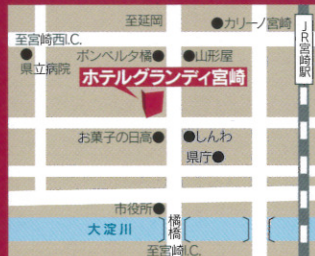 至延岡
●カリーノ宮崎
JR宮崎駅
至宮崎西I.C.
ボンベルタ橘●
●山形屋
県立病院
ホテルグランディ宮崎
お菓子の日高●
●しんわ
県庁●
市役所●
大淀川
橘橋
至宮崎I.C.